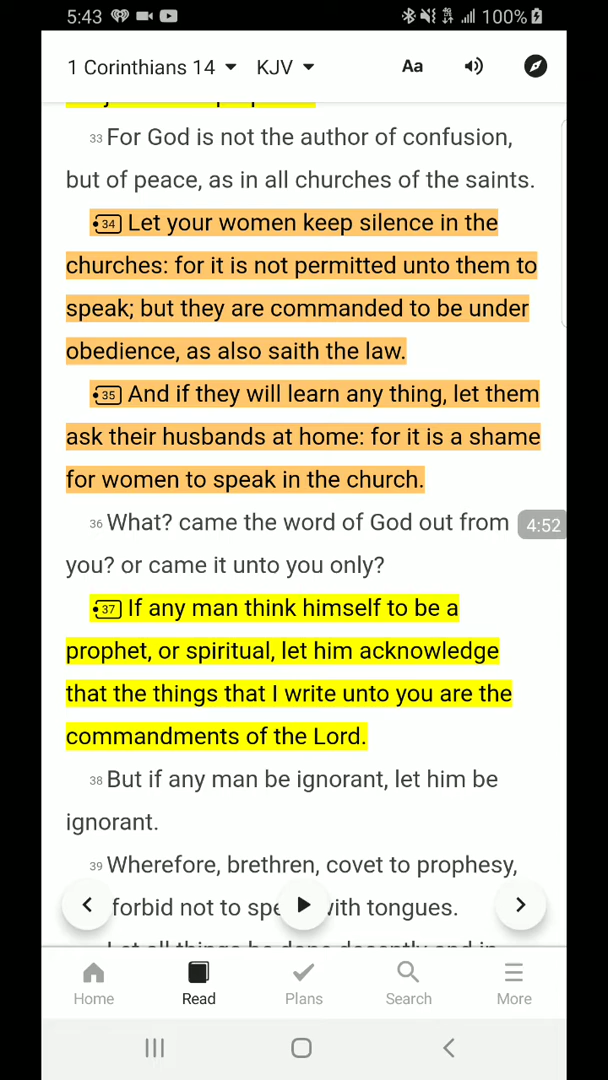 5:43 100%
1 Corinthians 14 KJV Aa
33 For God is not the author of confusion,
but of peace, as in all churches of the saints.
34 Let your women keep silence in the
churches: for it is not permitted unto them to
speak; but they are commanded to be under
obedience, as also saith the law.
35 And if they will learn any thing, let them
ask their husbands at home: for it is a shame
for women to speak in the church.
36 What? came the word of God out from
4:52
you? or came it unto you only?
37 If any man think himself to be a
prophet, or spiritual, let him acknowledge
that the things that I write unto you are the
commandments of the Lord.
38 But if any man be ignorant, let him be
ignorant.
39 Wherefore, brethren, covet to prophesy,
forbid not to with tongues.
Let all things be done decently and in
Home Read Plans Search More